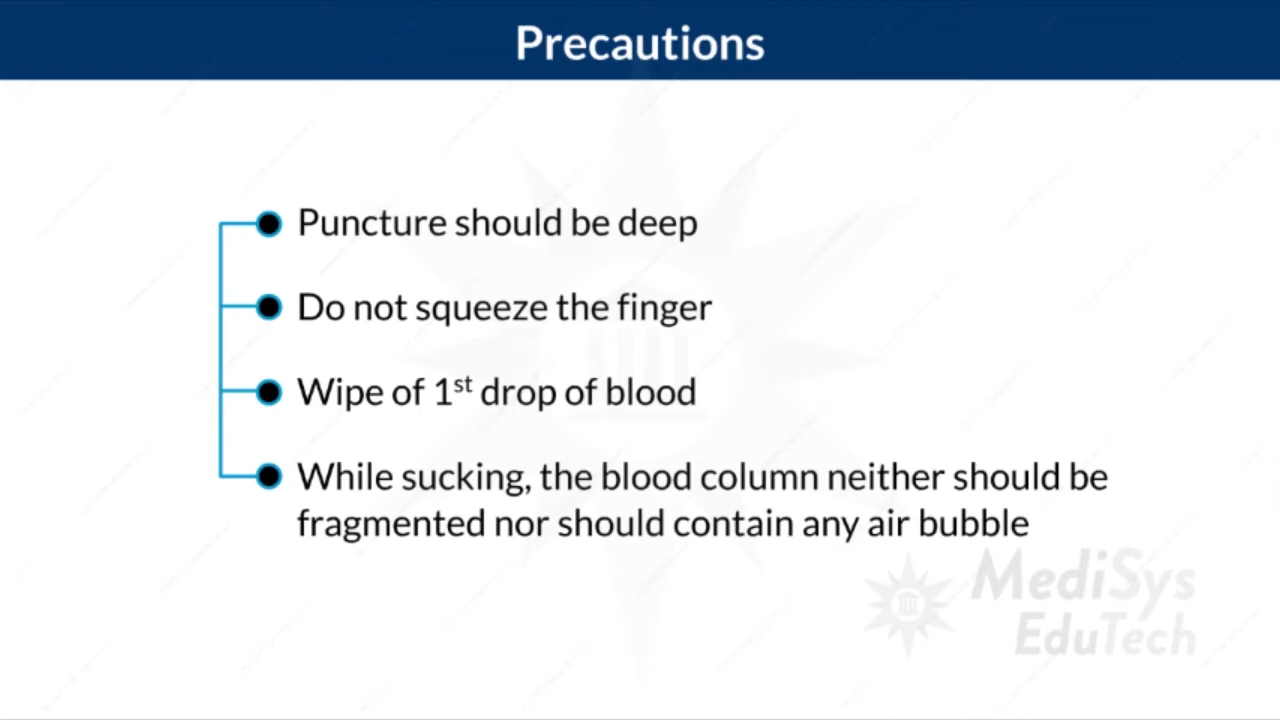 Precautions
Puncture should be deep
Do not squeeze the finger
Wipe of 1st drop of blood
While sucking, the blood column neither should be
fragmented nor should contain any air bubble
MediSys
EduTech